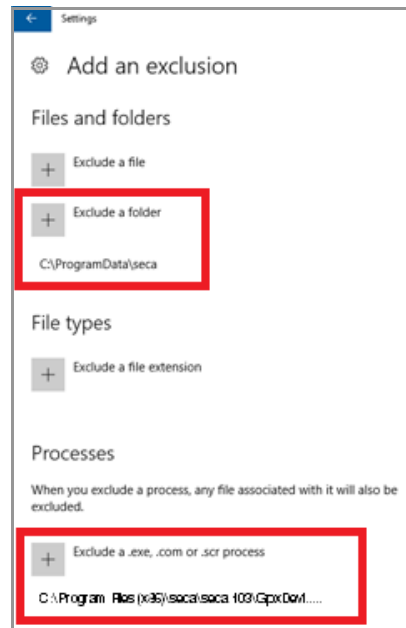 Settings
Add an exclusion
Files and folders
Exclude a file
Exclude a folder
C:\ProgramData\seca
File types
Exclude a file extension
Processes
When you exclude a process, any file associated with it will also be
excluded.
Exclude a .exe, .com or .scr process
C:\Program Files (x86)\seca\seca 103\GpxDevI.....